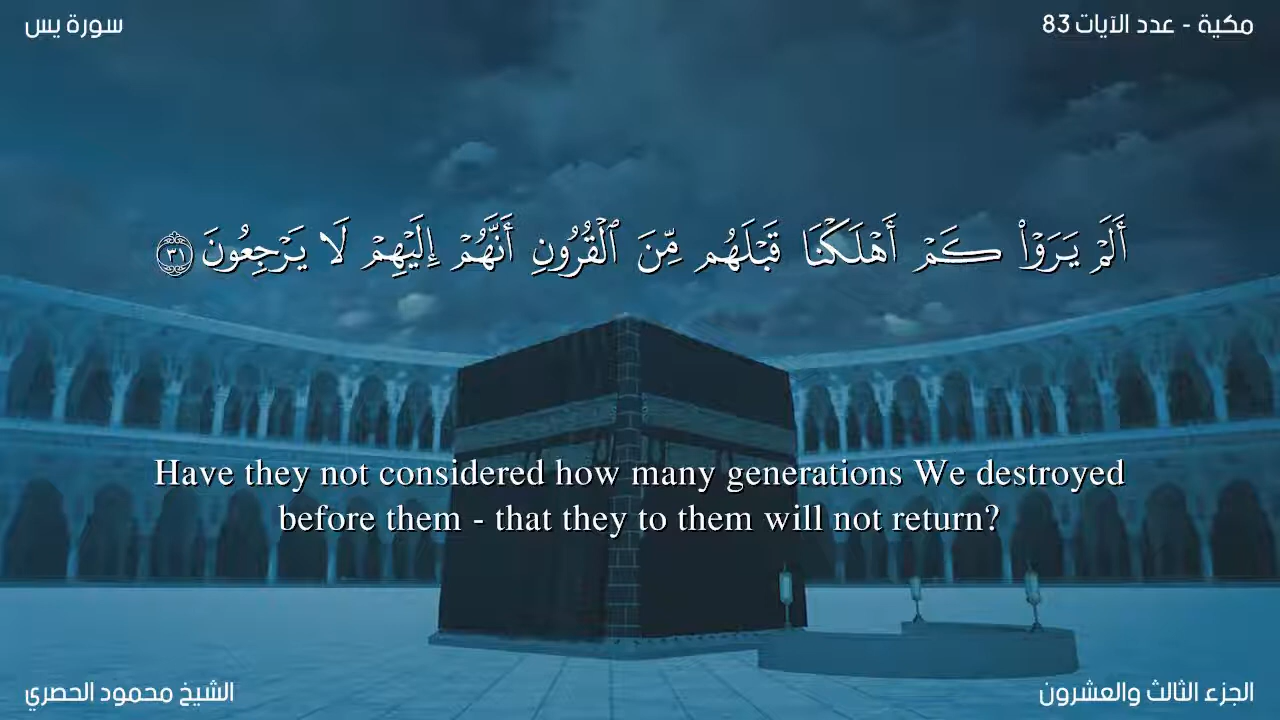 سورة يس
مكية - عدد الآيات 83
أَلَمْ يَرَوْا۟ كَمْ أَهْلَكْنَا قَبْلَهُم مِّنَ ٱلْقُرُونِ أَنَّهُمْ إِلَيْهِمْ لَا يَرْجِعُونَ ٣١
Have they not considered how many generations We destroyed
before them - that they to them will not return?
الشيخ محمود الحصري
الجزء الثالث والعشرون